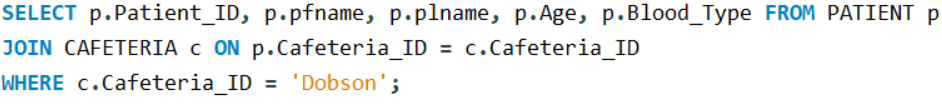 SELECT p.Patient_ID, p.pfname, p.plname, p.Age, p.Blood_Type FROM PATIENT p
JOIN CAFETERIA c ON p.Cafeteria_ID = c.Cafeteria_ID
WHERE c.Cafeteria_ID = 'Dobson';